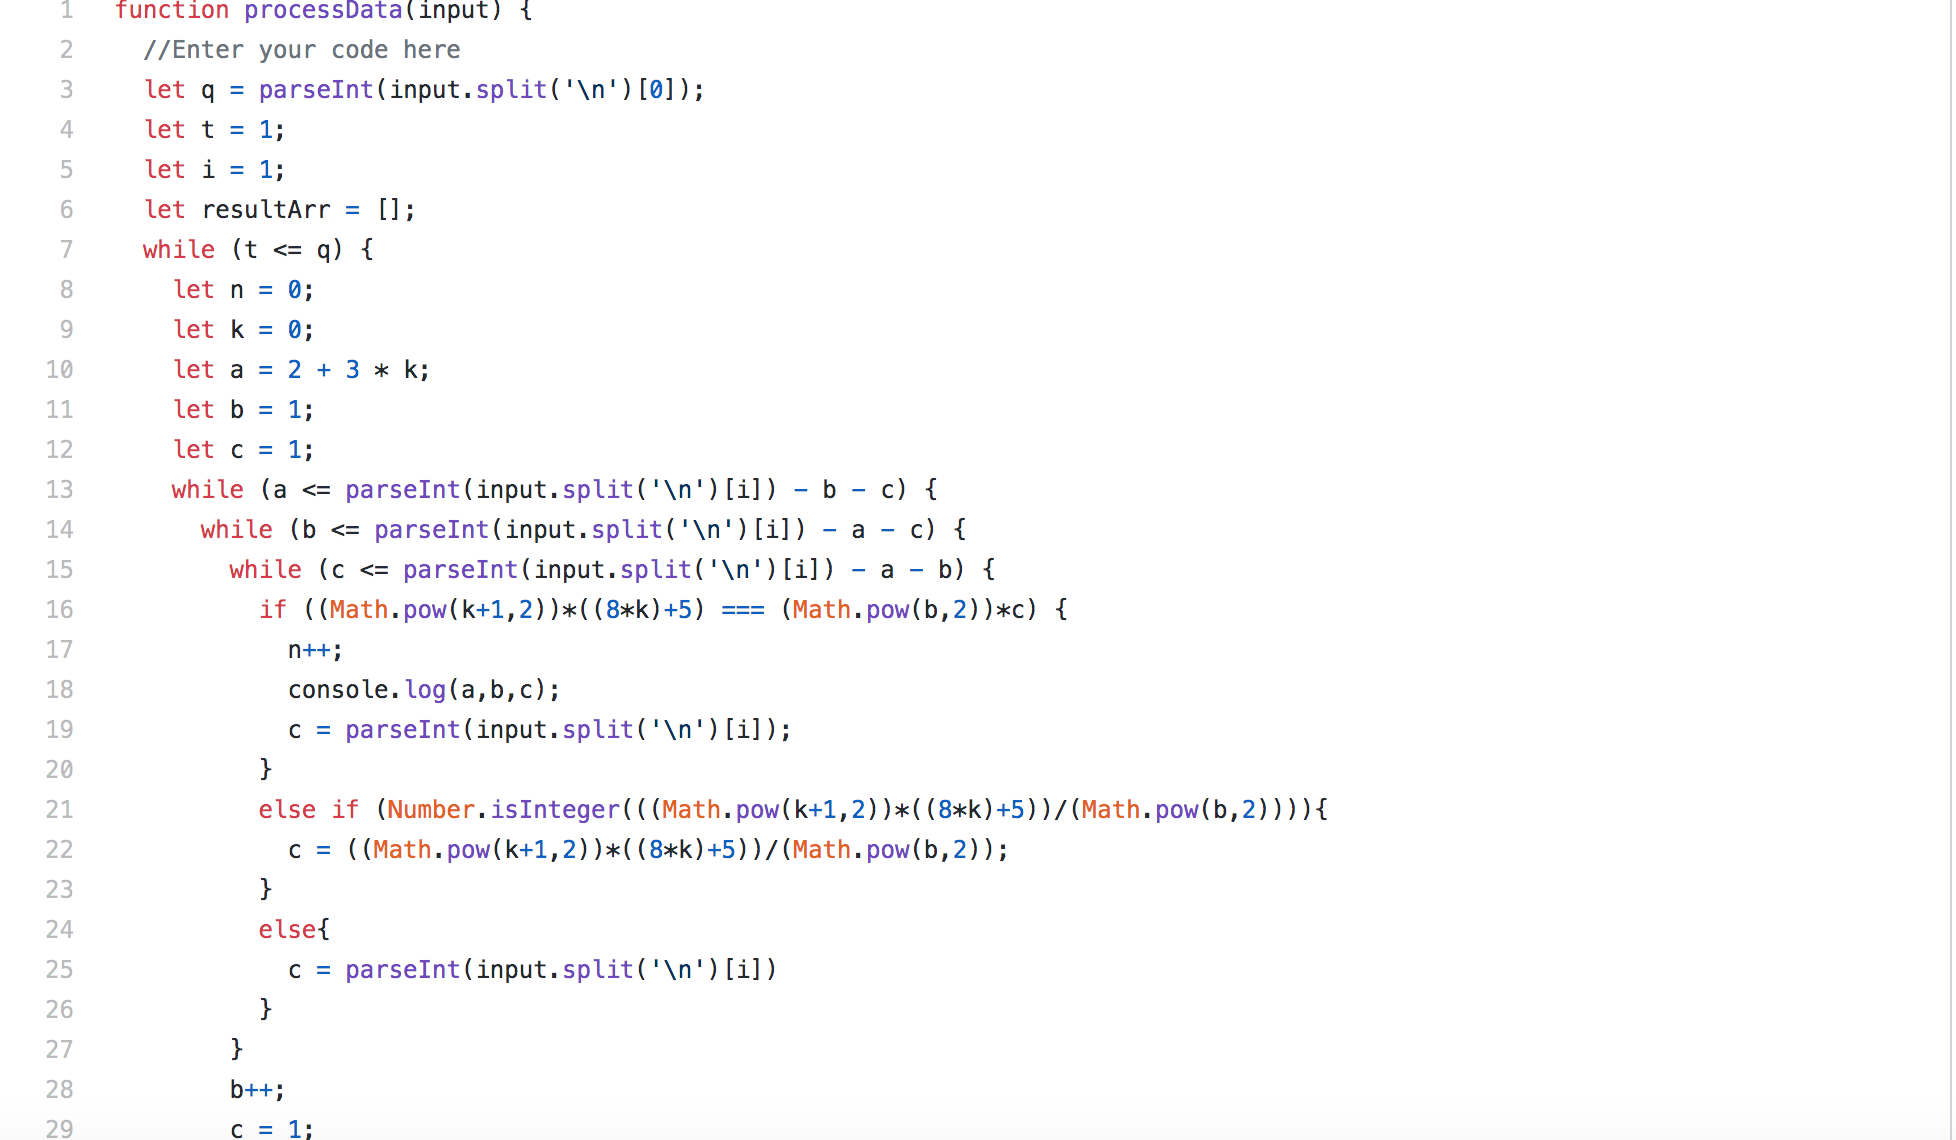 1 function processData(input) {
2 //Enter your code here
3 let q = parseInt(input.split('\n')[0]);
4 let t = 1;
5 let i = 1;
6 let resultArr = [];
7 while (t <= q) {
8 let n = 0;
9 let k = 0;
10 let a = 2 + 3 * k;
11 let b = 1;
12 let c = 1;
13 while (a <= parseInt(input.split('\n')[i]) - b - c) {
14 while (b <= parseInt(input.split('\n')[i]) - a - c) {
15 while (c <= parseInt(input.split('\n')[i]) - a - b) {
16 if ((Math.pow(k+1,2))*((8*k)+5) === (Math.pow(b,2))*c) {
17 n++;
18 console.log(a,b,c);
19 c = parseInt(input.split('\n')[i]);
20 }
21 else if (Number.isInteger(((Math.pow(k+1,2))*((8*k)+5))/(Math.pow(b,2)))){
22 c = ((Math.pow(k+1,2))*((8*k)+5))/(Math.pow(b,2));
23 }
24 else{
25 c = parseInt(input.split('\n')[i])
26 }
27 }
28 b++;
29 c = 1;